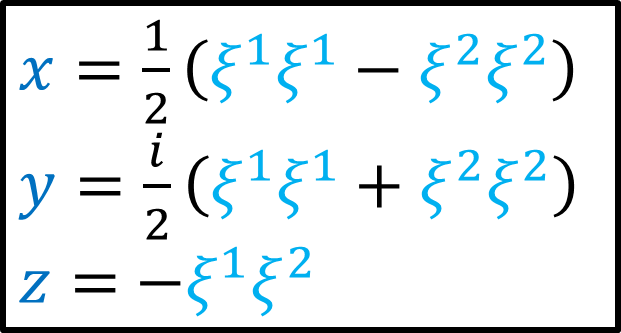 x = 1/2 (ξ¹ξ¹ − ξ²ξ²)
y = i/2 (ξ¹ξ¹ + ξ²ξ²)
z = −ξ¹ξ²